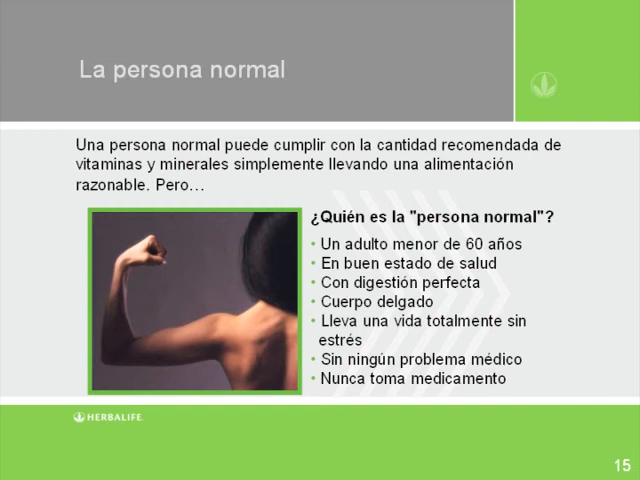 La persona normal
Una persona normal puede cumplir con la cantidad recomendada de
vitaminas y minerales simplemente llevando una alimentación
razonable. Pero…
¿Quién es la "persona normal"?
• Un adulto menor de 60 años
• En buen estado de salud
• Con digestión perfecta
• Cuerpo delgado
• Lleva una vida totalmente sin
estrés
• Sin ningún problema médico
• Nunca toma medicamento
HERBALIFE
15